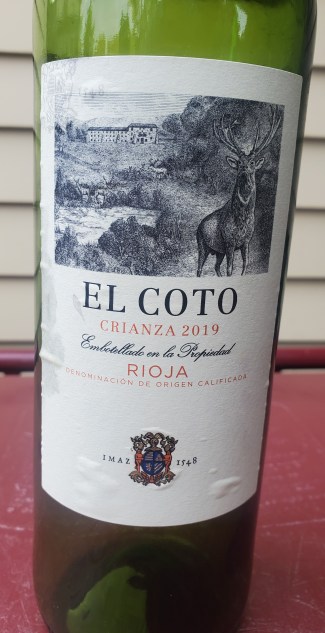 EL COTO
CRIANZA 2019
Embotellado en la Propiedad
RIOJA
DENOMINACIÓN DE ORIGEN CALIFICADA
IMAZ 1548